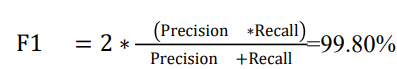 F1 = 2 * (Precision *Recall) / Precision +Recall =99.80%